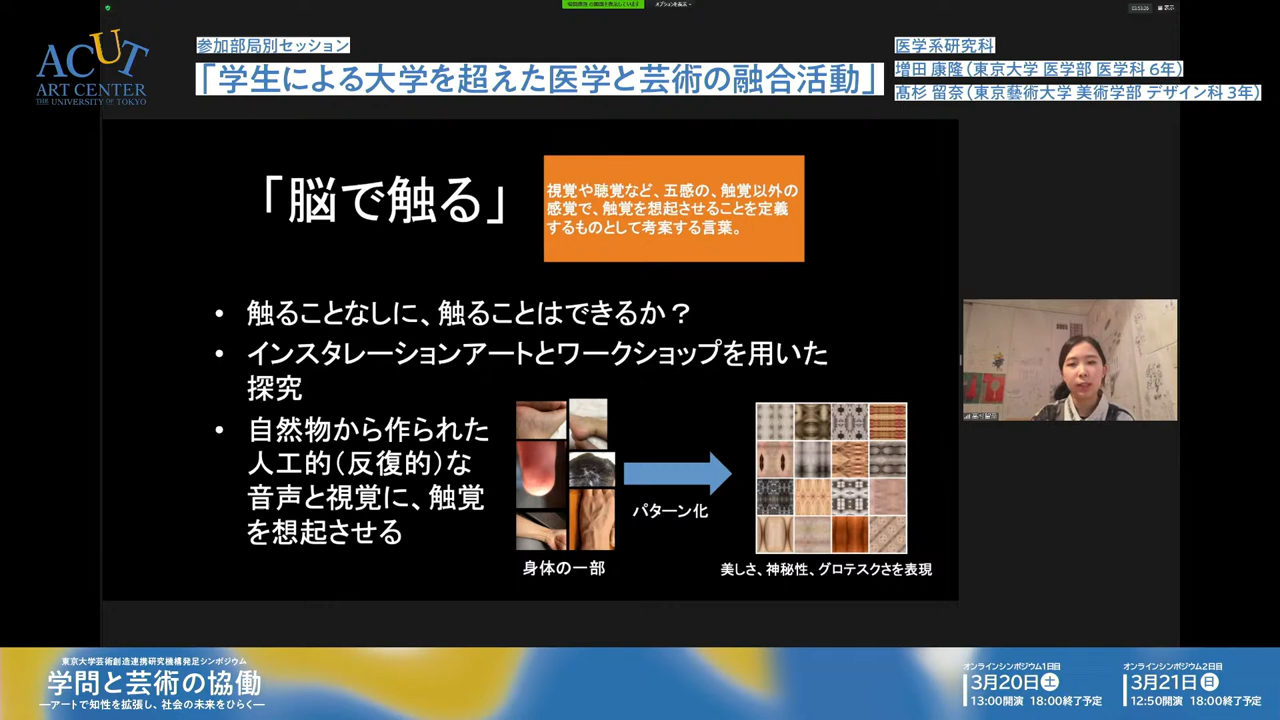 オプションを表示
表示
ACUT
ART CENTER
THE UNIVERSITY OF TOKYO
参加部局別セッション
「学生による大学を超えた医学と芸術の融合活動」
医学系研究科
増田 康隆（東京大学 医学部 医学科 6年）
髙杉 留奈（東京藝術大学 美術学部 デザイン科 3年）
「脳で触る」
視覚や聴覚など、五感の、触覚以外の
感覚で、触覚を想起させることを定義
するものとして考案する言葉。
• 触ることなしに、触ることはできるか？
• インスタレーションアートとワークショップを用いた
探究
• 自然物から作られた
人工的（反復的）な
音声と視覚に、触覚
を想起させる
パターン化
身体の一部
美しさ、神秘性、グロテスクさを表現
東京大学芸術創造連携研究機構発足シンポジウム
学問と芸術の協働
―アートで知性を拡張し、社会の未来をひらく―
オンラインシンポジウム1日目
3月20日 土
13:00開演 18:00終了予定
オンラインシンポジウム2日目
3月21日 日
12:50開演 18:00終了予定